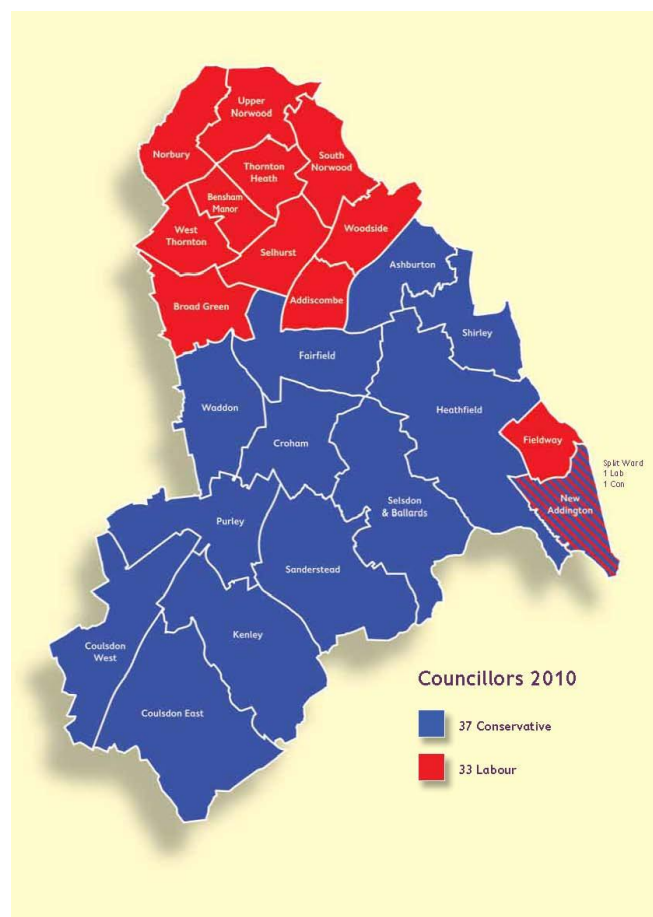 Upper
Norwood
Norbury
South
Norwood
Thornton
Heath
Bensham
Manor
West
Thornton
Woodside
Selhurst
Ashburton
Addiscombe
Broad Green
Shirley
Fairfield
Waddon
Heathfield
Croham
Fieldway
Split Ward
1 Lab
1 Con
New
Addington
Selsdon
& Ballards
Purley
Sanderstead
Kenley
Coulsdon
West
Coulsdon East
Councillors 2010
37 Conservative
33 Labour